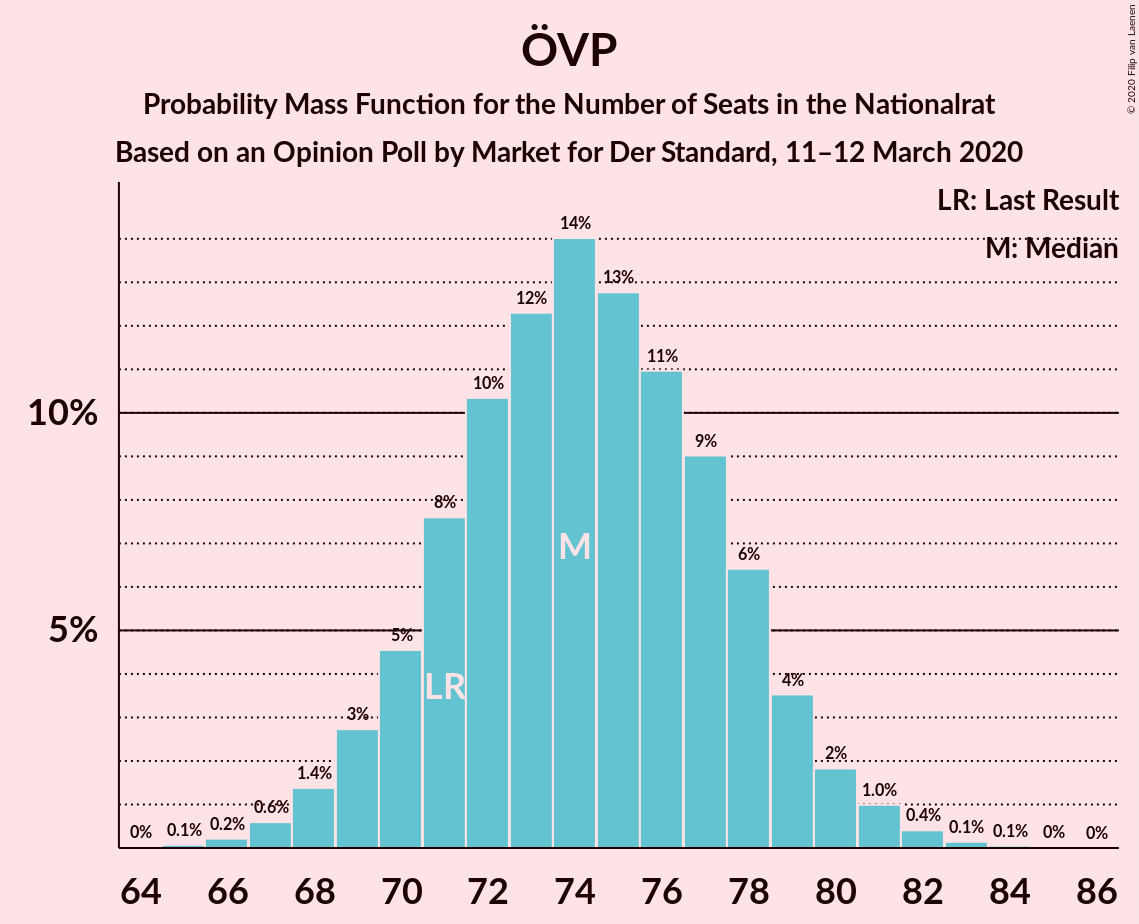 ÖVP
Probability Mass Function for the Number of Seats in the Nationalrat
Based on an Opinion Poll by Market for Der Standard, 11–12 March 2020
© 2020 Filip van Laenen
LR: Last Result
M: Median
10%
5%
0%
0.1%
0.2%
0.6%
1.4%
3%
5%
8%
10%
12%
14%
13%
11%
9%
6%
4%
2%
1.0%
0.4%
0.1%
0.1%
0%
0%
LR
M
64 66 68 70 72 74 76 78 80 82 84 86